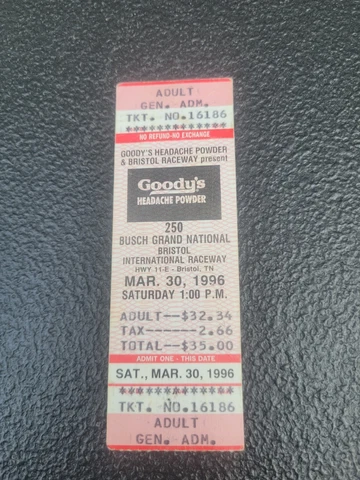 ADULT
GEN. ADM.
TKT. NO.16186
********************
NO REFUND-NO EXCHANGE
GOODY'S HEADACHE POWDER
& BRISTOL RACEWAY present
Goody's
HEADACHE POWDER
250
BUSCH GRAND NATIONAL
BRISTOL
INTERNATIONAL RACEWAY
HWY 11-E - Bristol, TN
MAR. 30, 1996
SATURDAY 1:00 P.M.
ADULT--$32.34
TAX------2.66
TOTAL--$35.00
ADMIT ONE - THIS DATE
SAT., MAR. 30, 1996
********************
TKT. NO.16186
ADULT
GEN. ADM.